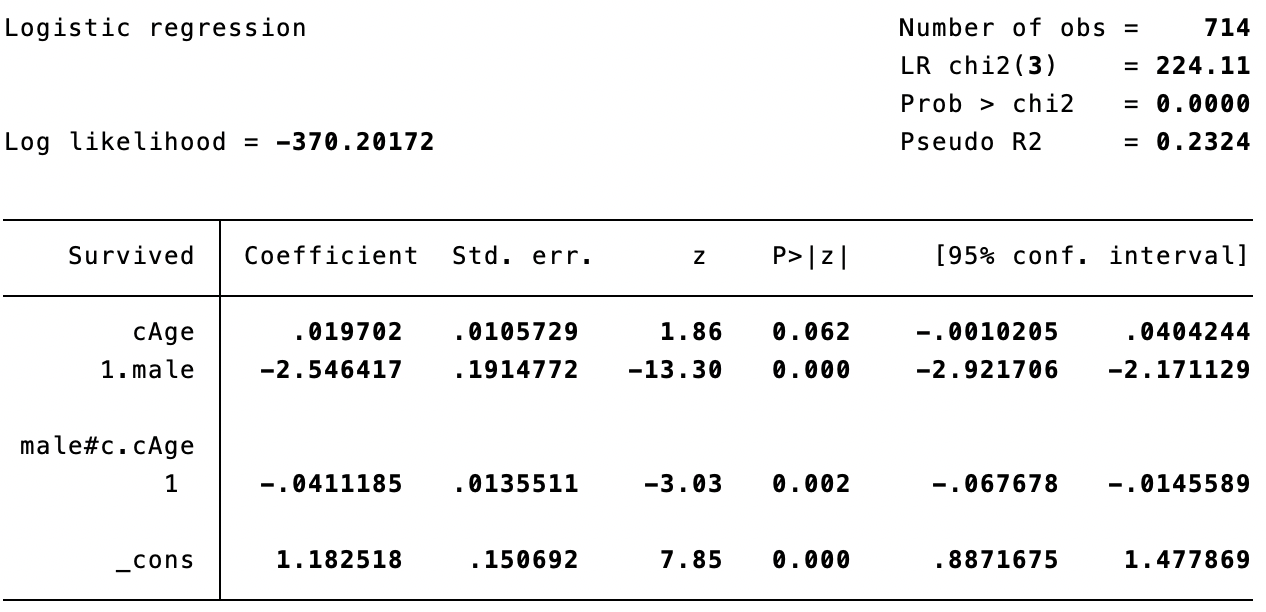 Logistic regression Number of obs = 714
LR chi2(3) = 224.11
Prob > chi2 = 0.0000
Log likelihood = -370.20172 Pseudo R2 = 0.2324
Survived Coefficient Std. err. z P>|z| [95% conf. interval]
cAge .019702 .0105729 1.86 0.062 -.0010205 .0404244
1.male -2.546417 .1914772 -13.30 0.000 -2.921706 -2.171129
male#c.cAge
1 -.0411185 .0135511 -3.03 0.002 -.067678 -.0145589
_cons 1.182518 .150692 7.85 0.000 .8871675 1.477869